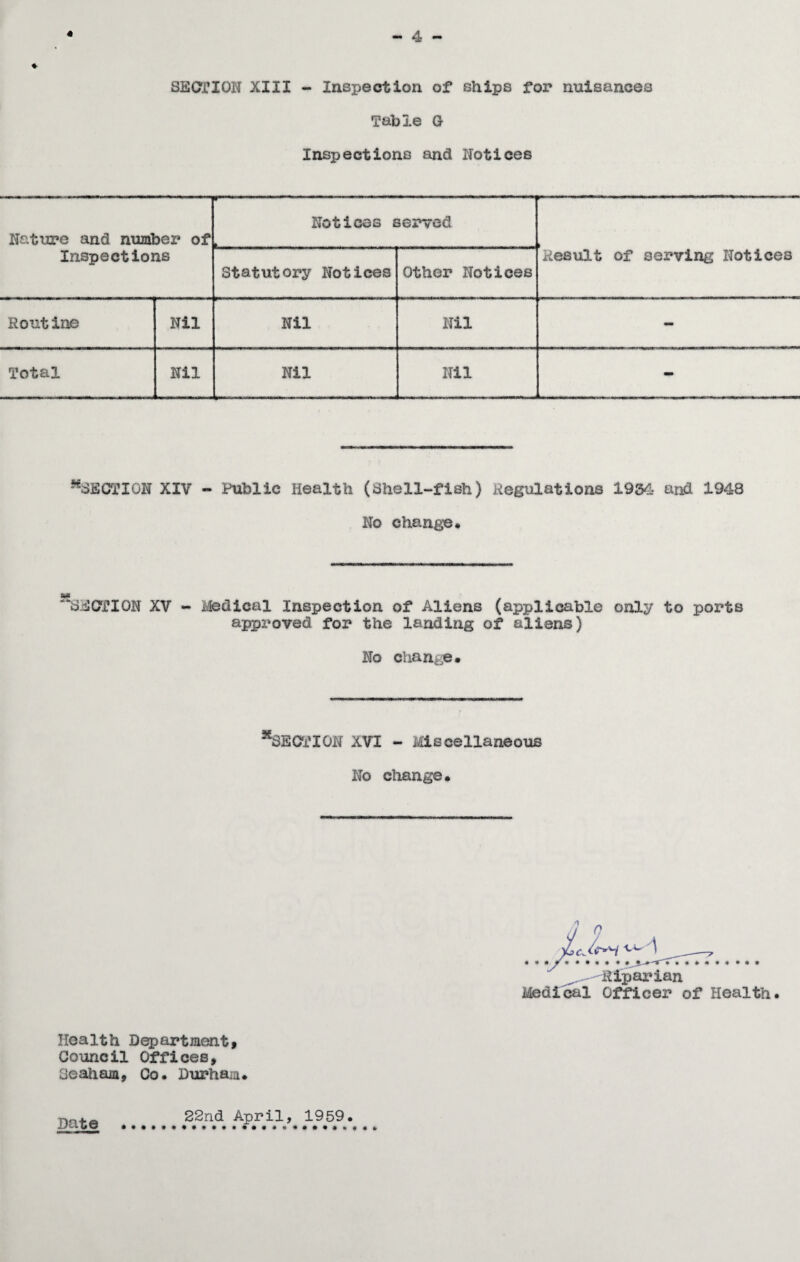 - 4 -
SECTION XIII - Inspection of ships for nuisances
Table G
Inspections and Notices
Nature and number of Inspections
Notices served
Result of serving Notices
Statutory Notices
Other Notices
Routine Nil Nil Nil -
Total Nil Nil Nil -
*SECTION XIV - Public Health (Shell-fish) Regulations 1934 and 1948
No change.
*SECTION XV - Medical Inspection of Aliens (applicable only to ports
approved for the landing of aliens)
No change.
*SECTION XVI - Miscellaneous
No change.
Riparian
Medical Officer of Health.
Health Department,
Council Offices,
Seaham, Co. Durham.
Date 22nd April, 1959.